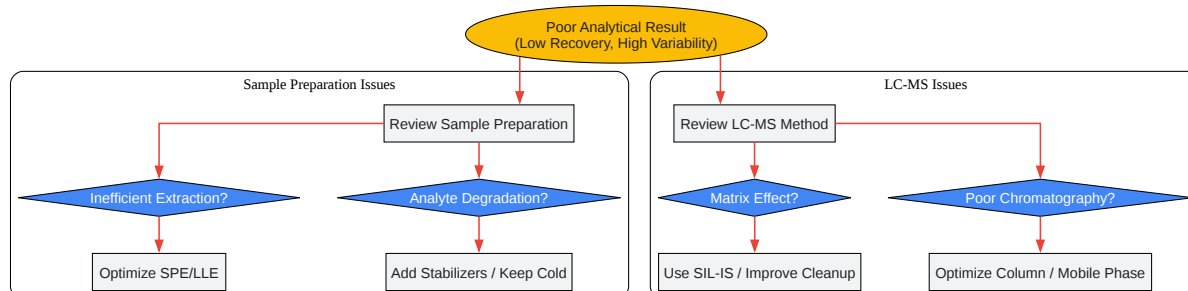 Poor Analytical Result
(Low Recovery, High Variability)
Sample Preparation Issues
LC-MS Issues
Review Sample Preparation
Review LC-MS Method
Inefficient Extraction?
Analyte Degradation?
Matrix Effect?
Poor Chromatography?
Optimize SPE/LLE
Add Stabilizers / Keep Cold
Use SIL-IS / Improve Cleanup
Optimize Column / Mobile Phase